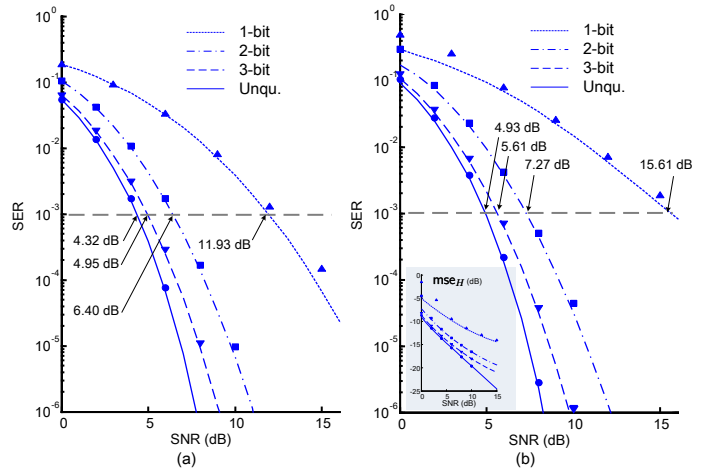 10^0
10^-1
10^-2
10^-3
10^-4
10^-5
10^-6
SER
1-bit
2-bit
3-bit
Unqu.
4.32 dB
4.95 dB
6.40 dB
11.93 dB
0 5 10 15
SNR (dB)
(a)
10^0
10^-1
10^-2
10^-3
10^-4
10^-5
10^-6
SER
1-bit
2-bit
3-bit
Unqu.
4.93 dB
5.61 dB
7.27 dB
15.61 dB
mse_H (dB)
0
-5
-10
-15
-20
-25
0 5 10 15
SNR (dB)
0 5 10 15
SNR (dB)
(b)